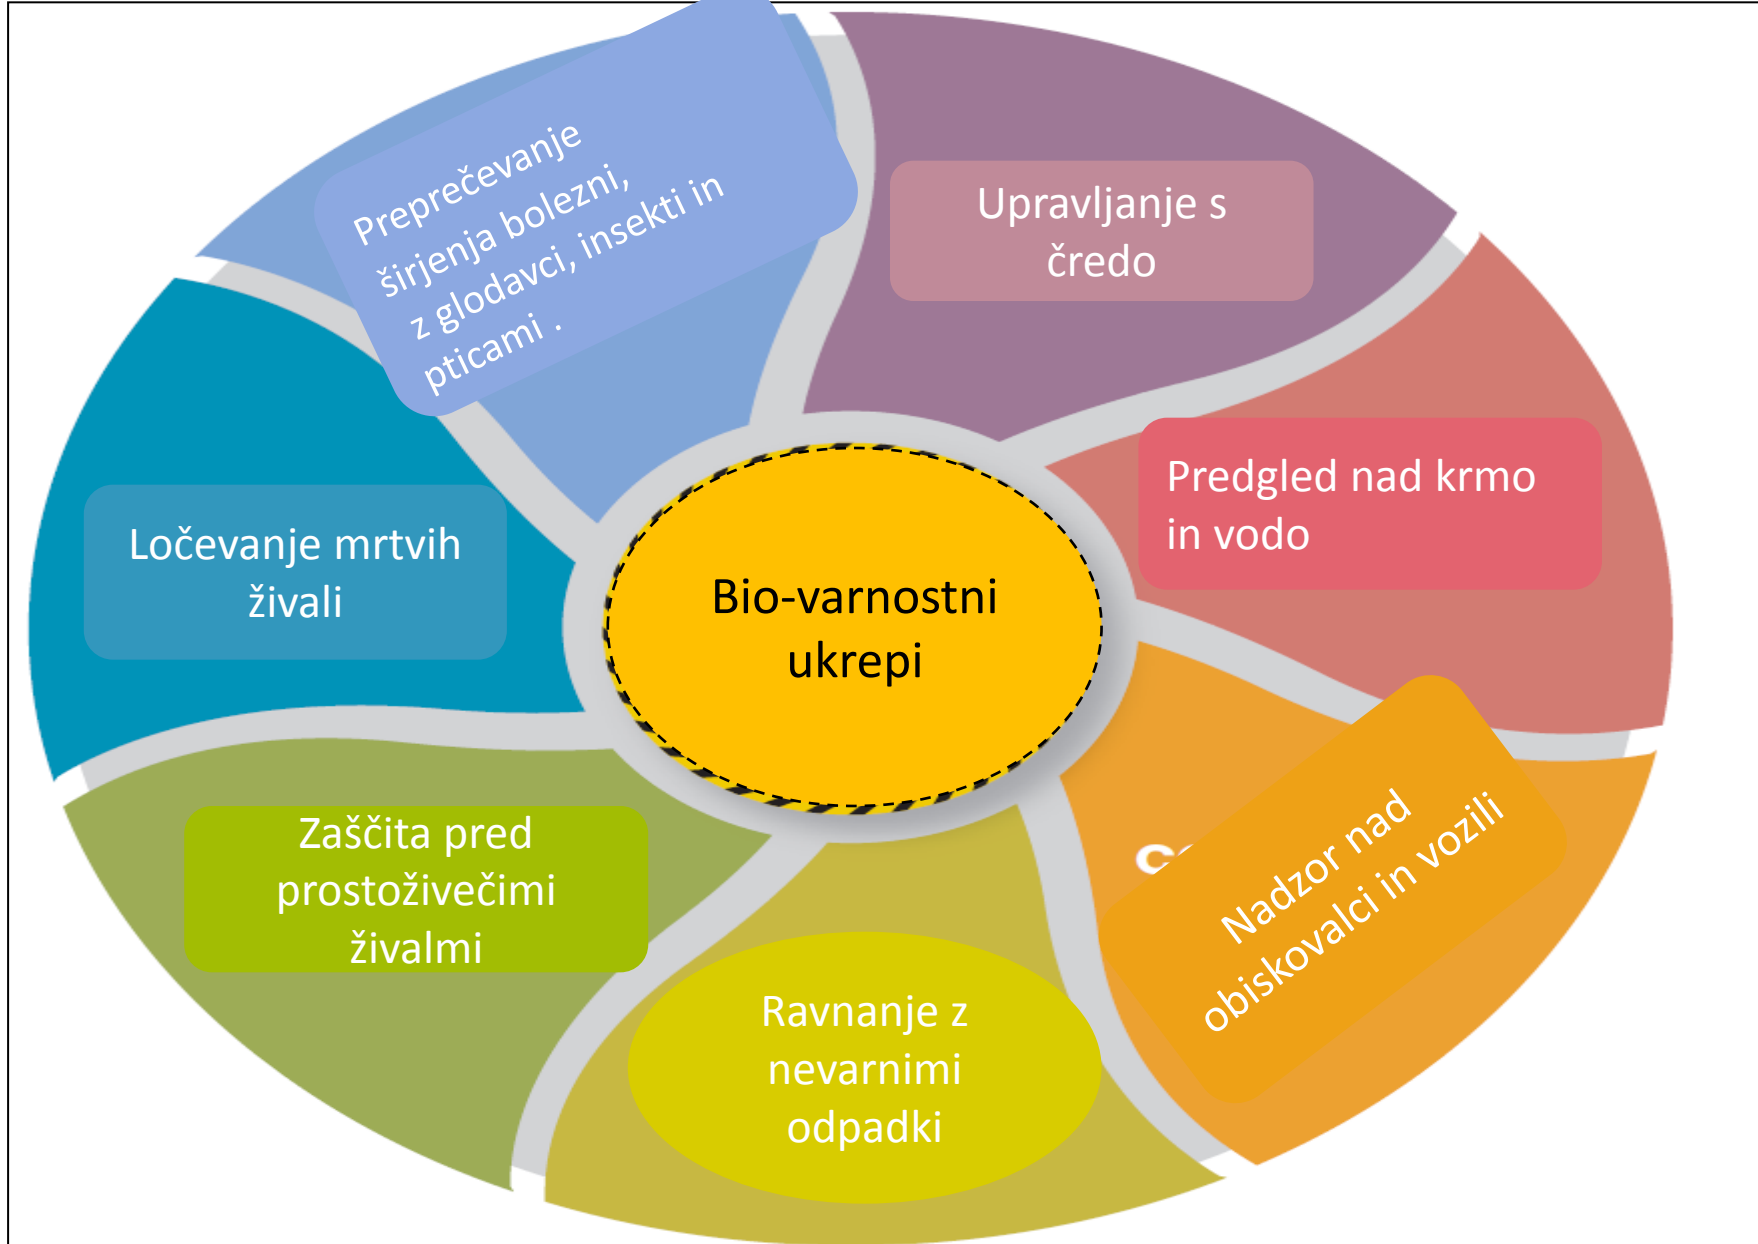 Preprečevanje
širjenja bolezni,
z glodavci, insekti in
pticami .
Upravljanje s
čredo
Predgled nad krmo
in vodo
Ločevanje mrtvih
živali
Bio-varnostni
ukrepi
Nadzor nad
obiskovalci in vozili
Zaščita pred
prostoživečimi
živalmi
Ravnanje z
nevarnimi
odpadki